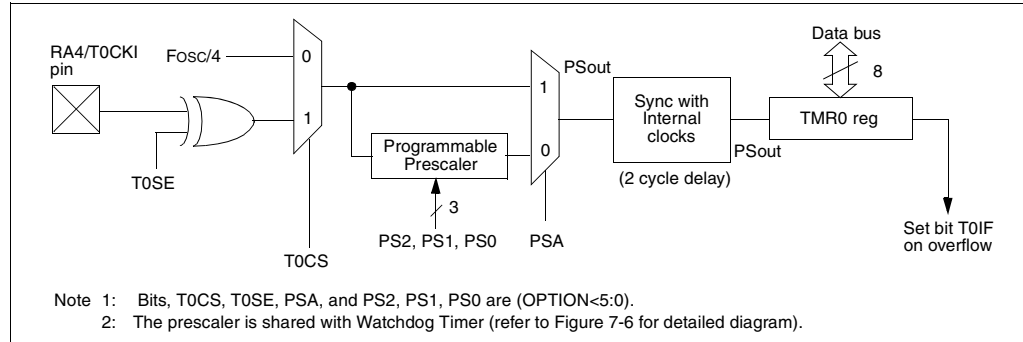 RA4/T0CKI
pin
FOSC/4
0
1
T0SE
T0CS
Programmable
Prescaler
3
PS2, PS1, PS0
1
0
PSA
PSout
Sync with
Internal
clocks
(2 cycle delay)
PSout
Data bus
8
TMR0 reg
Set bit T0IF
on overflow
Note 1: Bits, T0CS, T0SE, PSA, and PS2, PS1, PS0 are (OPTION<5:0).
2: The prescaler is shared with Watchdog Timer (refer to Figure 7-6 for detailed diagram).